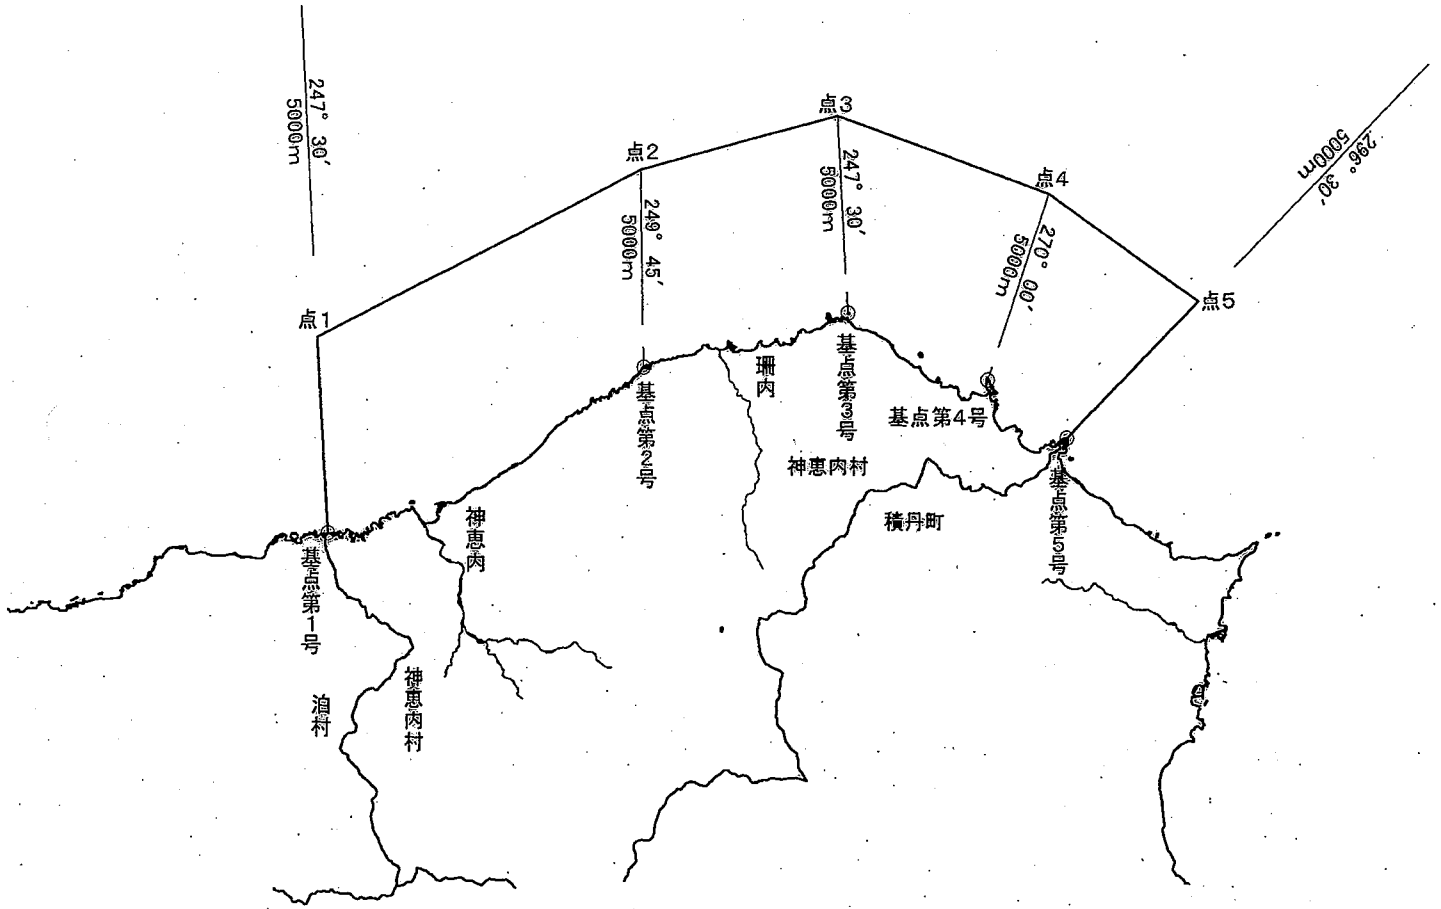 247° 30′
5000m
点1
点2
249° 45′
5000m
点3
247° 30′
5000m
点4
270° 00′
5000m
296° 30′
5000m
点5
基点第1号
基点第2号
基点第3号
基点第4号
基点第5号
珊内
神恵内村
積丹町
神恵内
神恵内村
泊村